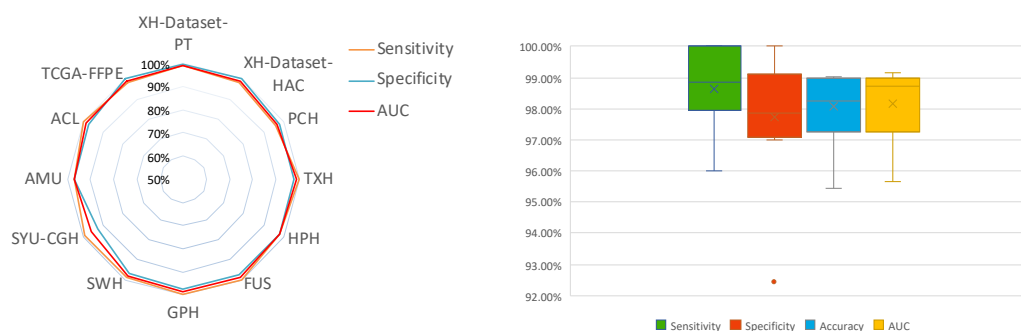 XH-Dataset-
PT
XH-Dataset-
HAC
PCH
TXH
HPH
FUS
GPH
SWH
SYU-CGH
AMU
ACL
TCGA-FFPE
100%
90%
80%
70%
60%
50%
Sensitivity
Specificity
AUC
100.00%
99.00%
98.00%
97.00%
96.00%
95.00%
94.00%
93.00%
92.00%
Sensitivity Specificity Accuracy AUC